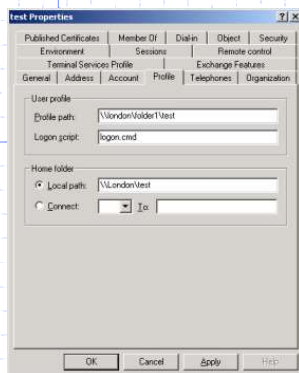 test Properties
Published Certificates Member Of Dial-in Object Security
Environment Sessions Remote control
Terminal Services Profile Exchange Features
General Address Account Profile Telephones Organization
User profile
Profile path: \\london\folder1\test
Logon script: logon.cmd
Home folder
Local path: \\London\test
Connect: To:
OK Cancel Apply Help